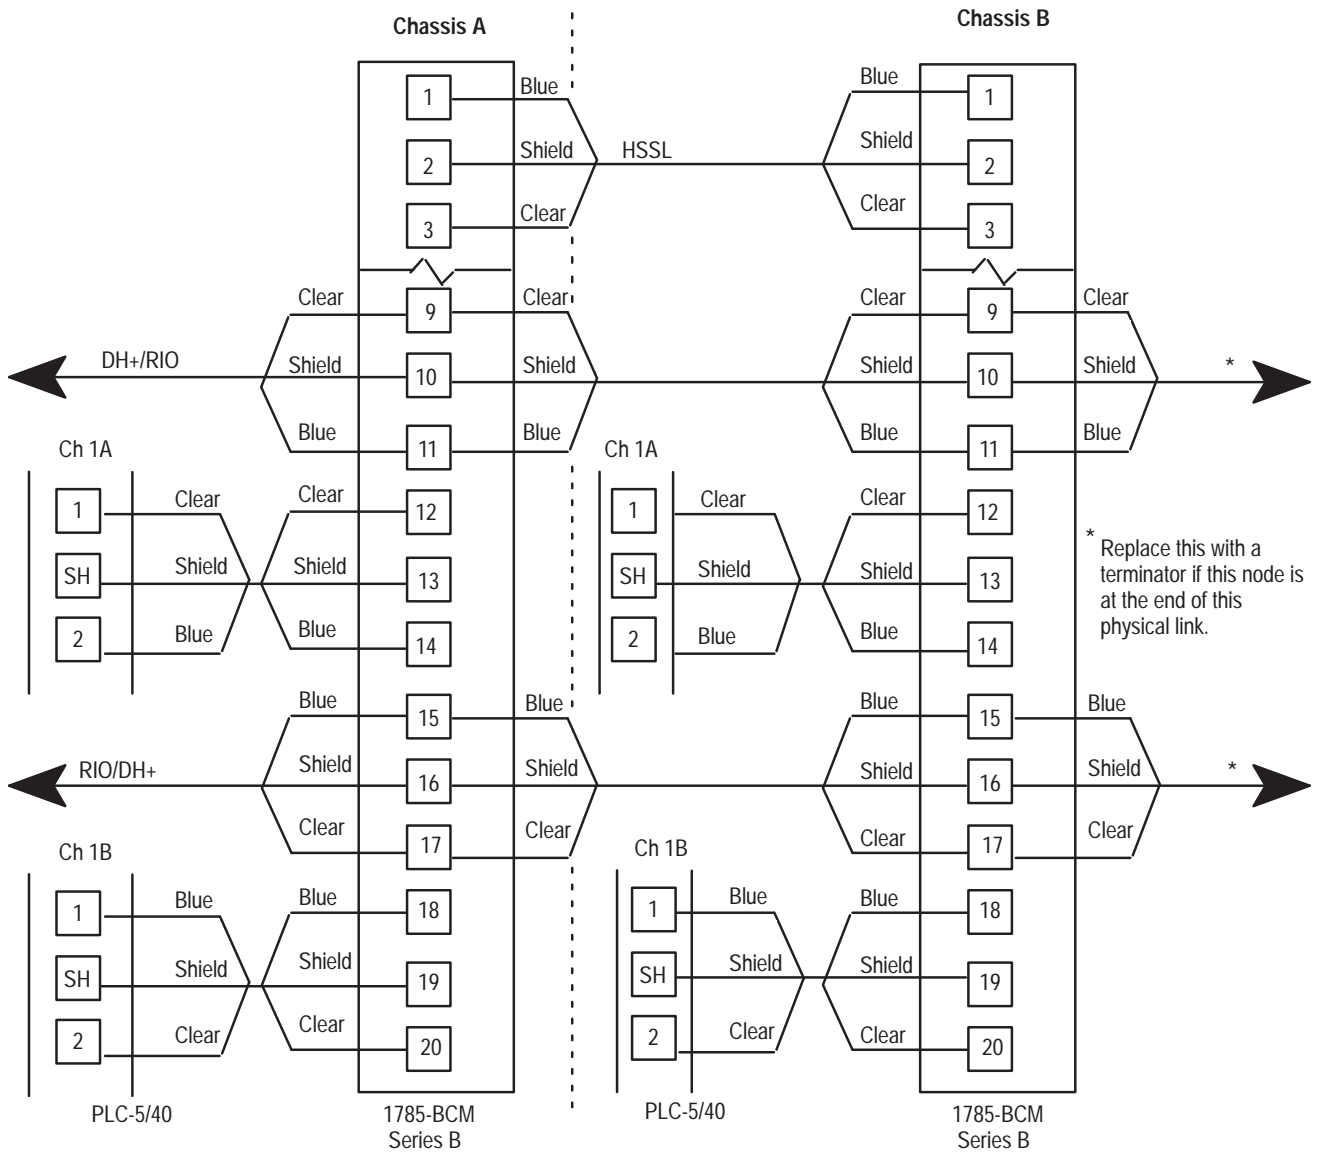 Chassis A
Chassis B
1 Blue Blue 1
2 Shield HSSL Shield 2
3 Clear Clear 3
Clear 9 Clear Clear 9 Clear
DH+/RIO Shield 10 Shield Shield 10 Shield *
Blue 11 Blue Blue 11 Blue
Ch 1A Ch 1A
1 Clear Clear 12 1 Clear Clear 12
SH Shield Shield 13 SH Shield Shield 13
2 Blue Blue 14 2 Blue Blue 14
* Replace this with a
terminator if this node is
at the end of this
physical link.
Blue 15 Blue Blue 15 Blue
RIO/DH+ Shield 16 Shield Shield 16 Shield *
Clear 17 Clear Clear 17 Clear
Ch 1B Ch 1B
1 Blue Blue 18 1 Blue Blue 18
SH Shield Shield 19 SH Shield Shield 19
2 Clear Clear 20 2 Clear Clear 20
PLC-5/40 1785-BCM PLC-5/40 1785-BCM
Series B Series B